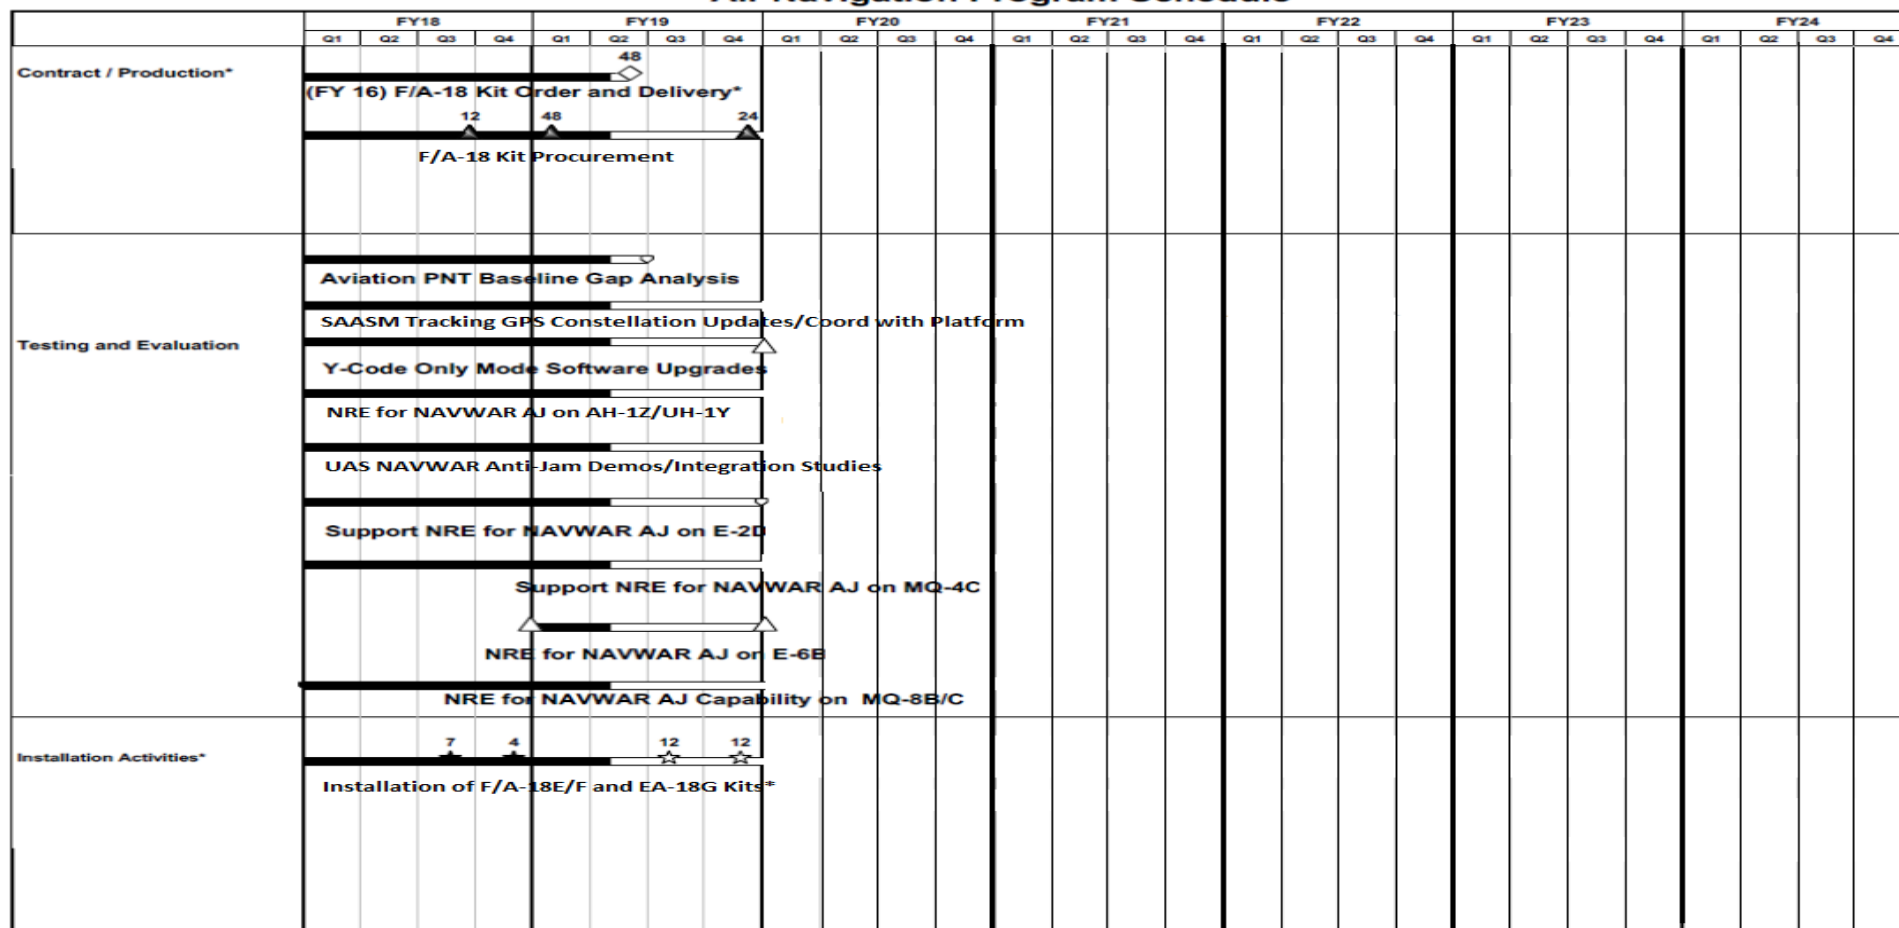 Air Navigation Program Schedule
FY18 FY19 FY20 FY21 FY22 FY23 FY24
Q1 Q2 Q3 Q4 Q1 Q2 Q3 Q4 Q1 Q2 Q3 Q4 Q1 Q2 Q3 Q4 Q1 Q2 Q3 Q4 Q1 Q2 Q3 Q4 Q1 Q2 Q3 Q4
48
Contract / Production*
(FY 16) F/A-18 Kit Order and Delivery*
12 48 24
F/A-18 Kit Procurement
Aviation PNT Baseline Gap Analysis
SAASM Tracking GPS Constellation Updates/Coord with Platform
Testing and Evaluation
Y-Code Only Mode Software Upgrades
NRE for NAVWAR AJ on AH-1Z/UH-1Y
UAS NAVWAR Anti-Jam Demos/Integration Studies
Support NRE for NAVWAR AJ on E-2D
Support NRE for NAVWAR AJ on MQ-4C
NRE for NAVWAR AJ on E-6B
NRE for NAVWAR AJ Capability on MQ-8B/C
7 4 12 12
Installation Activities*
Installation of F/A-18E/F and EA-18G Kits*